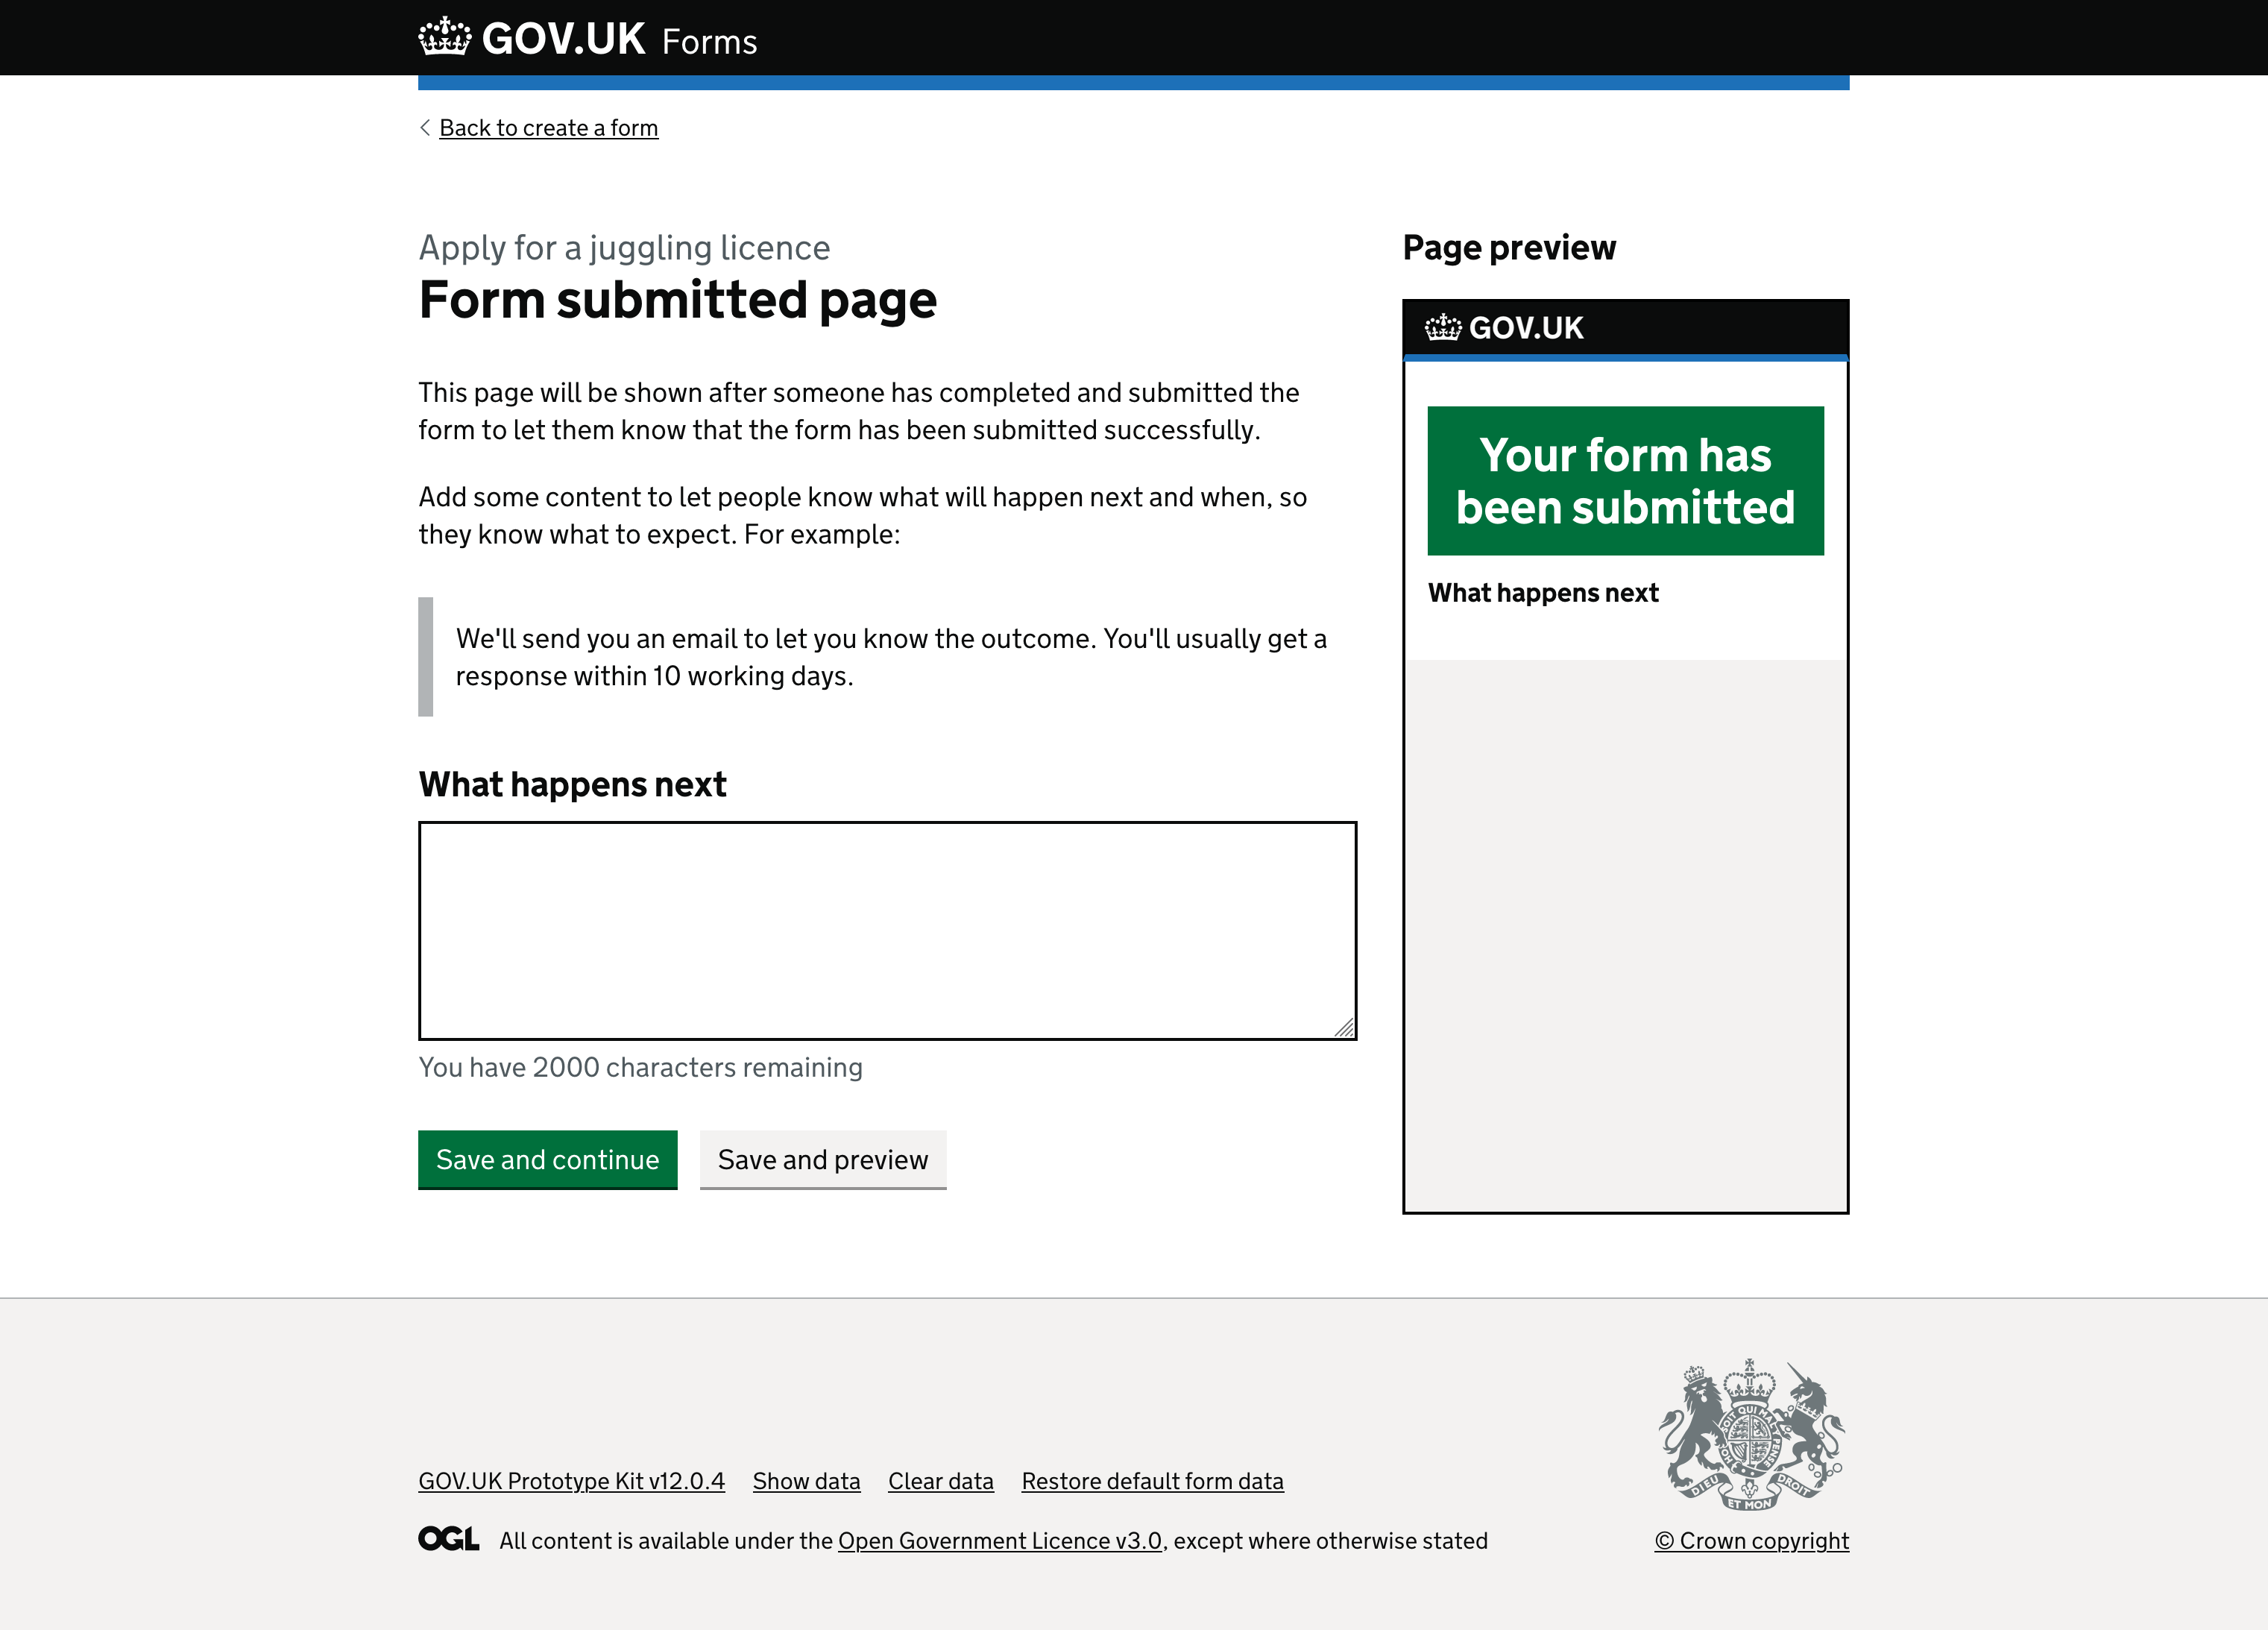 GOV.UK Forms
Back to create a form
Apply for a juggling licence
Form submitted page
This page will be shown after someone has completed and submitted the
form to let them know that the form has been submitted successfully.
Add some content to let people know what will happen next and when, so
they know what to expect. For example:
We'll send you an email to let you know the outcome. You'll usually get a
response within 10 working days.
What happens next
You have 2000 characters remaining
Save and continue
Save and preview
Page preview
GOV.UK
Your form has
been submitted
What happens next
GOV.UK Prototype Kit v12.0.4
Show data
Clear data
Restore default form data
OGL All content is available under the Open Government Licence v3.0, except where otherwise stated
DIEU ET MON DROIT
© Crown copyright